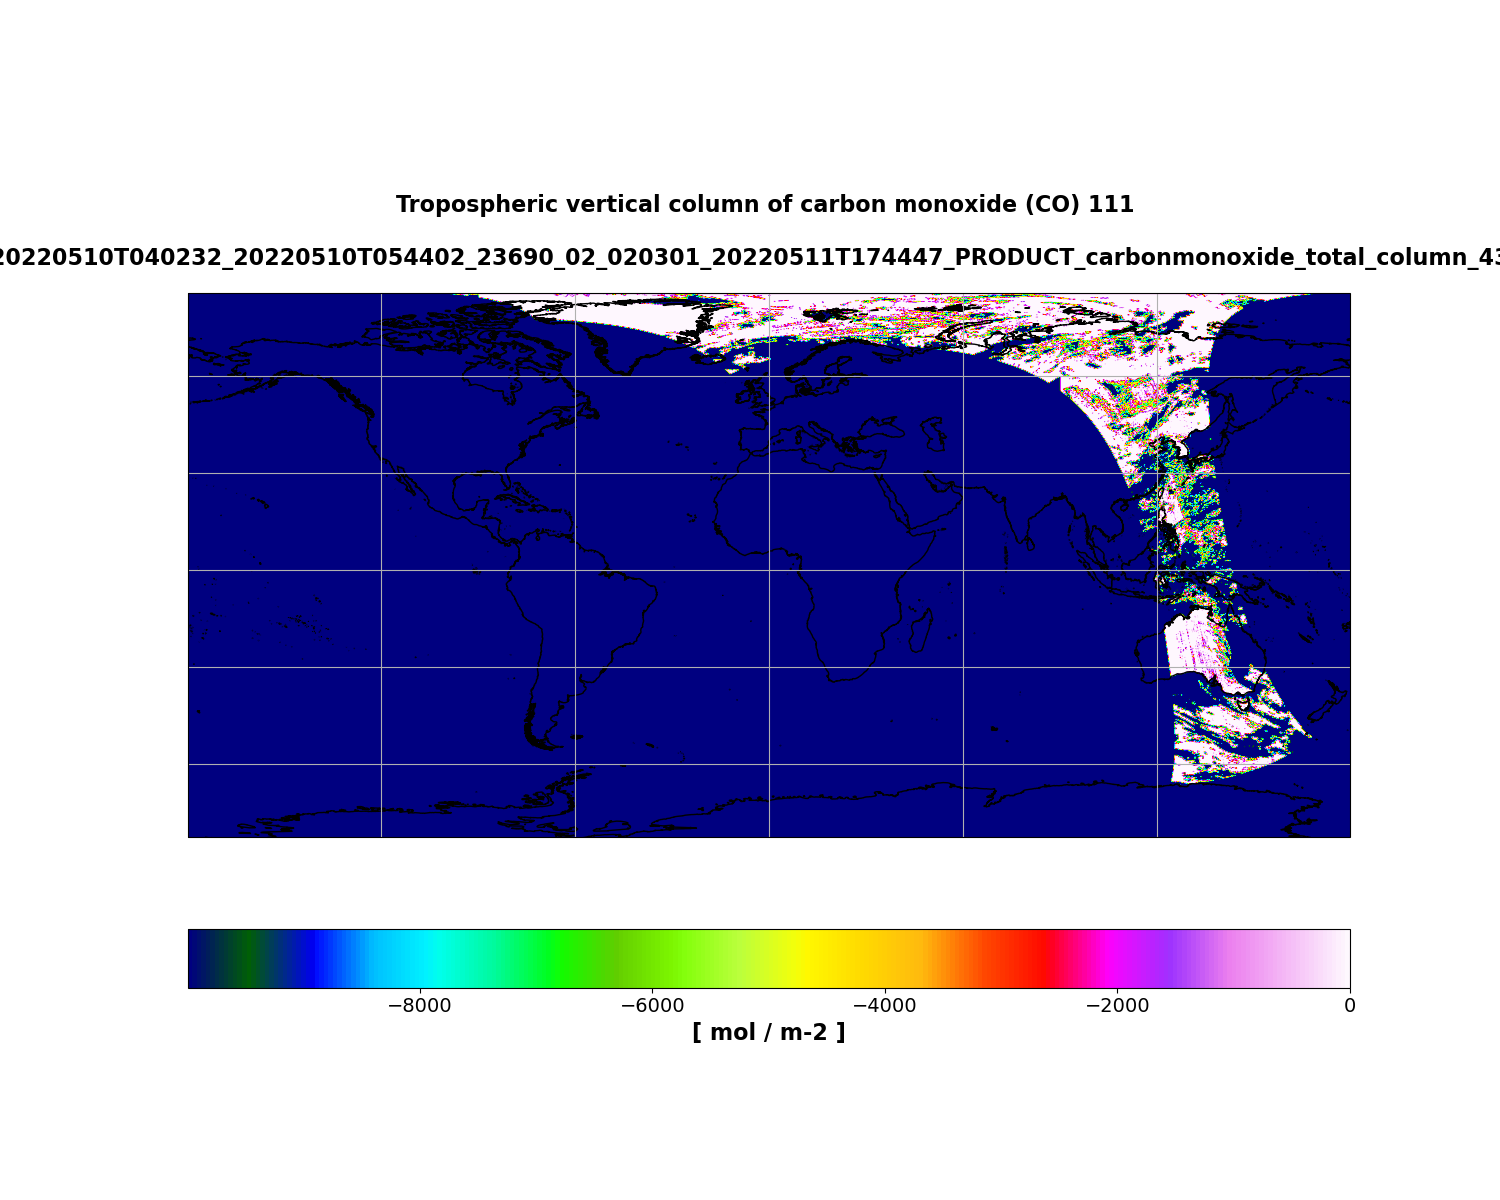 Tropospheric vertical column of carbon monoxide (CO) 111
20220510T040232_20220510T054402_23690_02_020301_20220511T174447_PRODUCT_carbonmonoxide_total_column_43
−8000 −6000 −4000 −2000 0
[ mol / m-2 ]